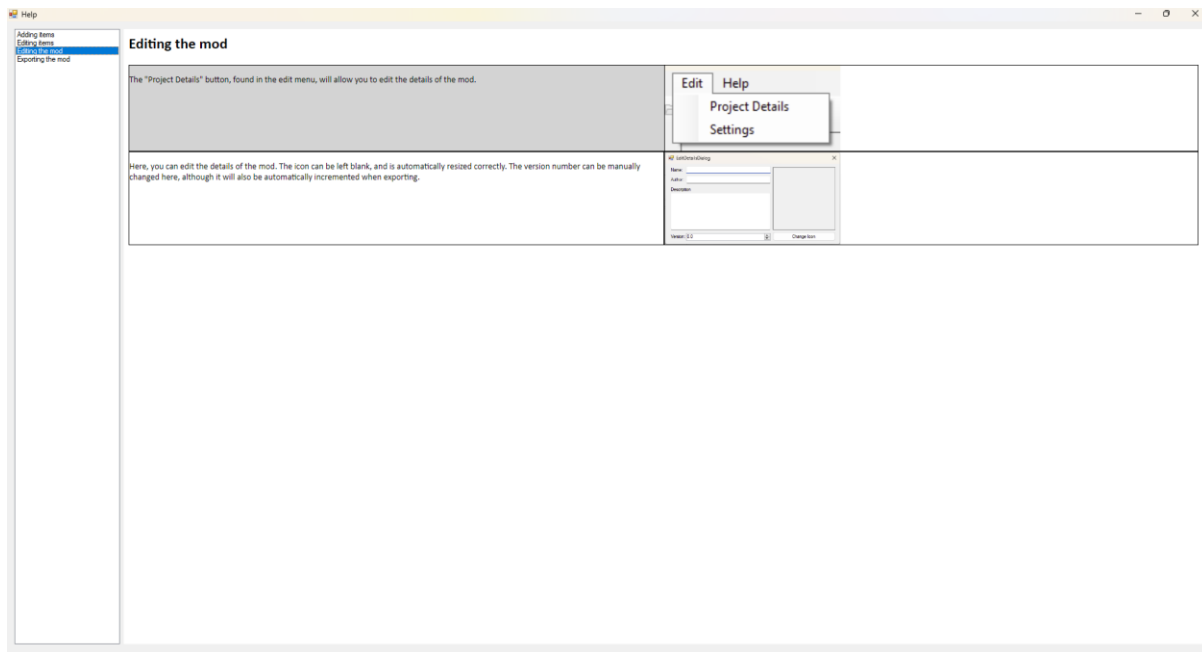 Help
Adding items
Editing items
Editing the mod
Exporting the mod
Editing the mod
The "Project Details" button, found in the edit menu, will allow you to edit the details of the mod.
Edit Help
Project Details
Settings
Here, you can edit the details of the mod. The icon can be left blank, and is automatically resized correctly. The version number can be manually
changed here, although it will also be automatically incremented when exporting.
Name:
Author:
Description
Version:
Change Icon